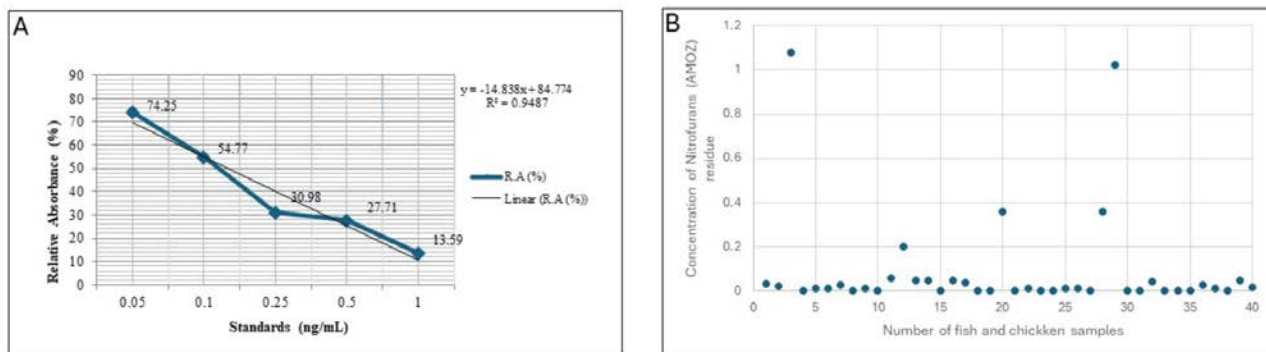 A
90
80
70
60
50
40
30
20
10
0
Relative Absorbance (%)
74.25
54.77
30.98
27.71
13.59
y = -14.838x+ 84.774
R² = 0.9487
R.A (%)
Linear (R.A (%))
0.05 0.1 0.25 0.5 1
Standards (ng/mL)
B
1.2
1
0.8
0.6
0.4
0.2
0
Concentration of Nitrofurans (AMOZ)
residue
0 5 10 15 20 25 30 35 40
Number of fish and chickken samples